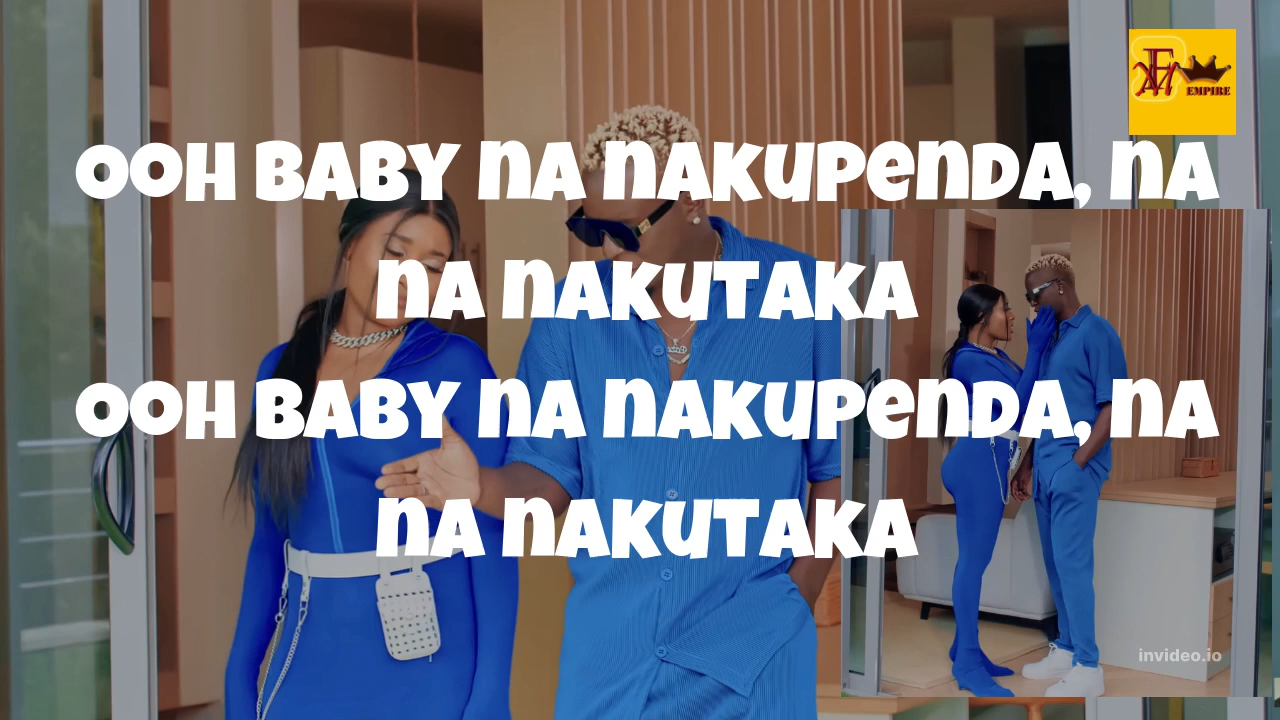 EMPIRE
OOH BABY NA NAKUPENDA, NA
NA NAKUTAKA
OOH BABY NA NAKUPENDA, NA
NA NAKUTAKA
invideo.io